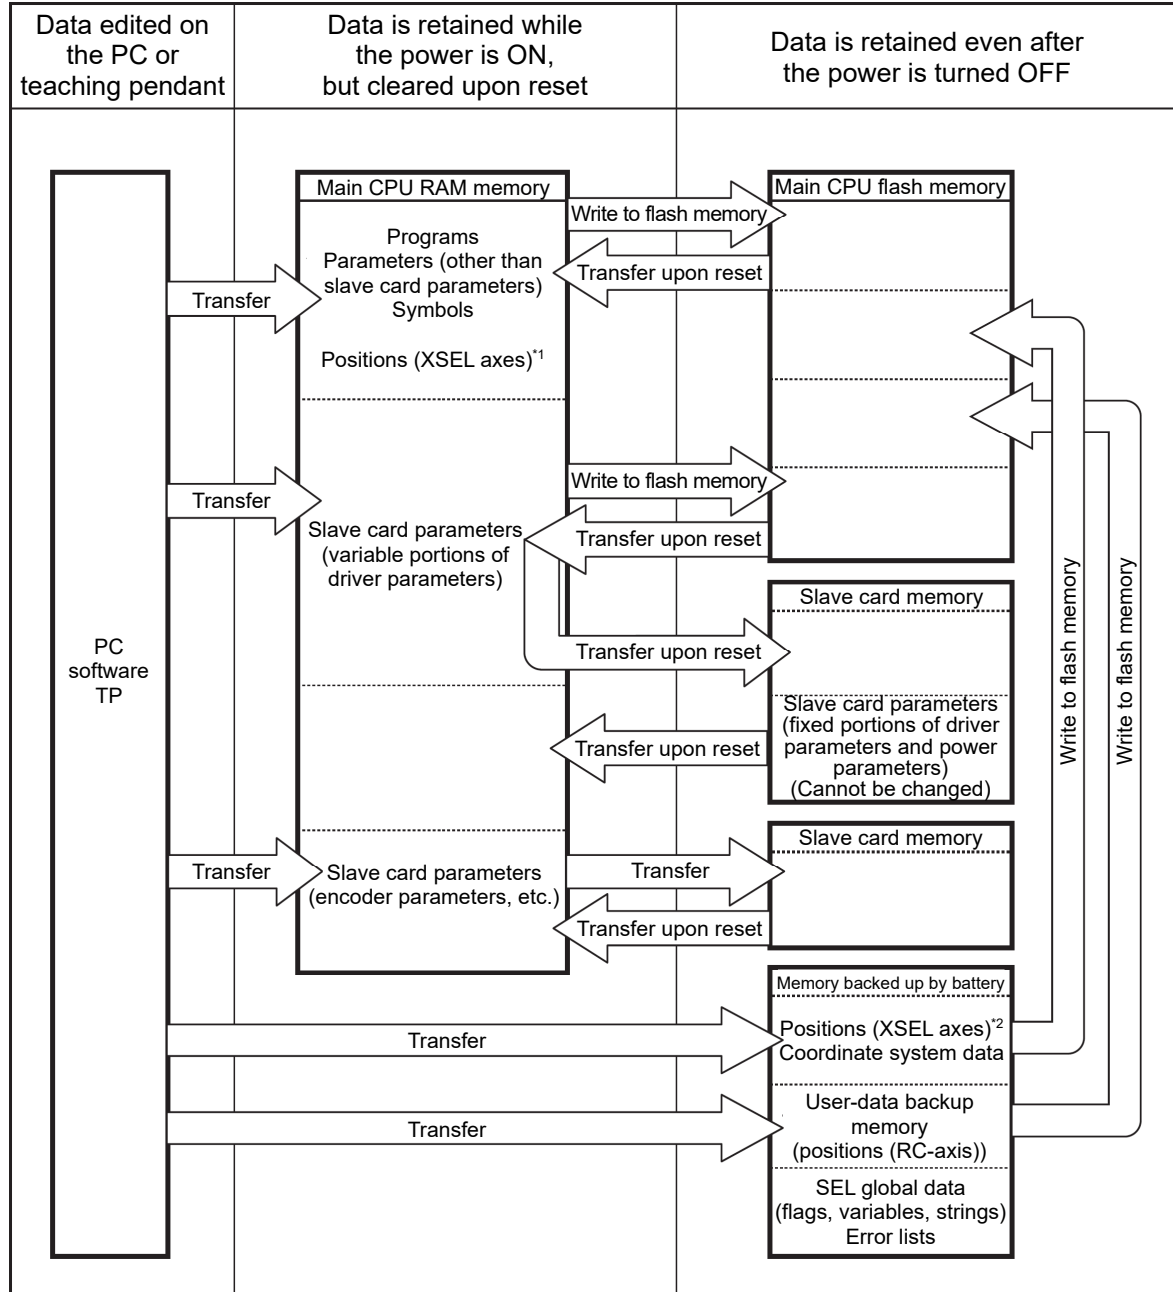 Data edited on
the PC or
teaching pendant
Data is retained while
the power is ON,
but cleared upon reset
Data is retained even after
the power is turned OFF
PC
software
TP
Transfer
Transfer
Transfer
Transfer
Transfer
Main CPU RAM memory
Programs
Parameters (other than
slave card parameters)
Symbols
Positions (XSEL axes)*1
Slave card parameters
(variable portions of
driver parameters)
Slave card parameters
(encoder parameters, etc.)
Write to flash memory
Transfer upon reset
Write to flash memory
Transfer upon reset
Transfer upon reset
Transfer upon reset
Transfer
Transfer upon reset
Main CPU flash memory
Slave card memory
Slave card parameters
(fixed portions of driver
parameters and power
parameters)
(Cannot be changed)
Slave card memory
Memory backed up by battery
Positions (XSEL axes)*2
Coordinate system data
User-data backup
memory
(positions (RC-axis))
SEL global data
(flags, variables, strings)
Error lists
Write to flash memory
Write to flash memory